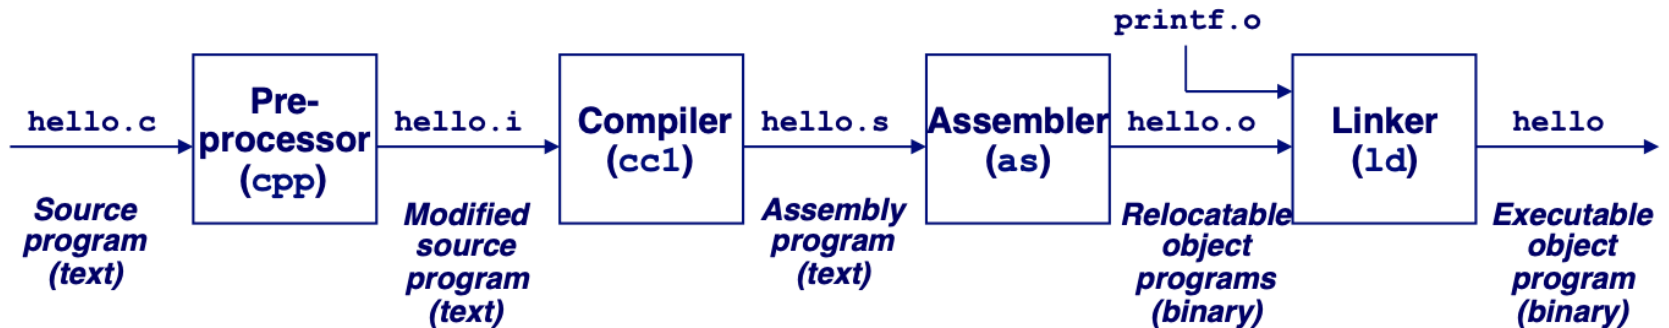 printf.o
hello.c
Pre-
processor
(cpp)
hello.i
Compiler
(cc1)
hello.s
Assembler
(as)
hello.o
Linker
(ld)
hello
Source
program
(text)
Modified
source
program
(text)
Assembly
program
(text)
Relocatable
object
programs
(binary)
Executable
object
program
(binary)